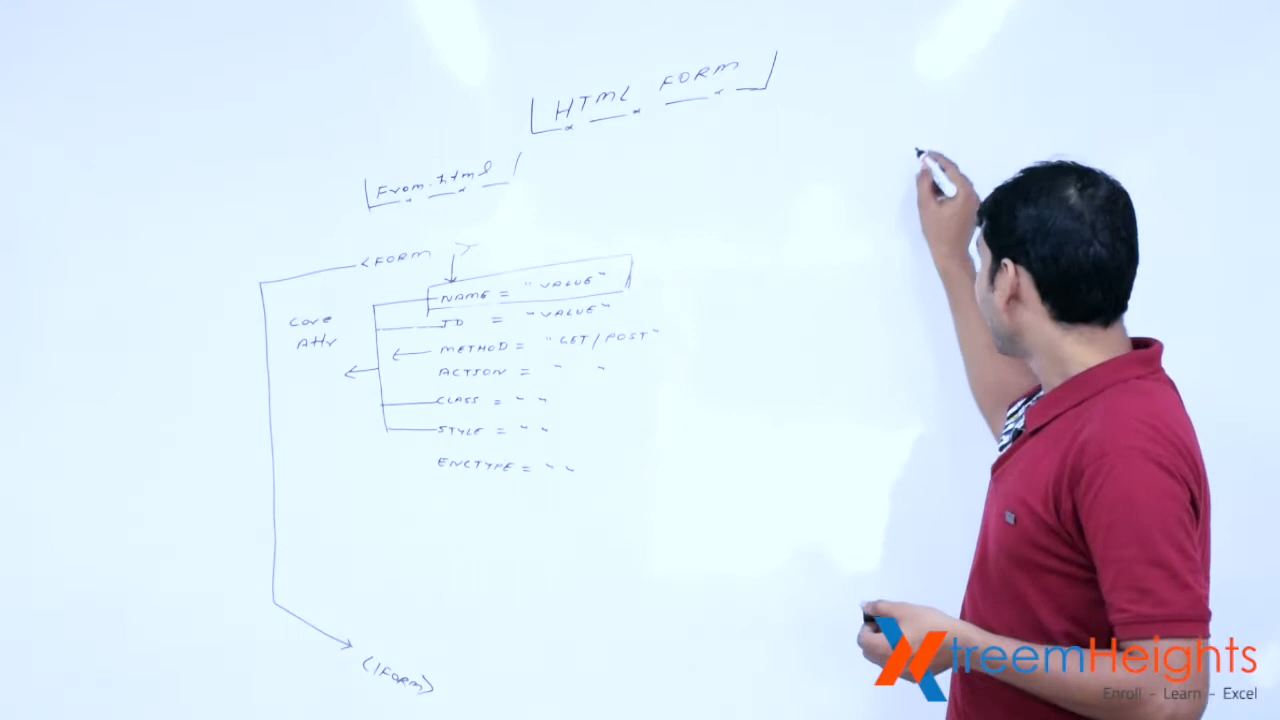 HTML FORM
From.html
<FORM >
NAME = "VALUE"
ID = "VALUE"
Core
Attr
METHOD = "GET/POST"
ACTION = " "
CLASS = " "
STYLE = " "
ENCTYPE = " "
</FORM>
XtreemHeights
Enroll - Learn - Excel